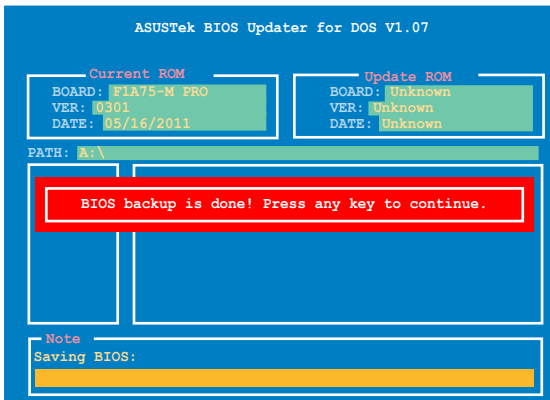 ASUSTek BIOS Updater for DOS V1.07
Current ROM
BOARD: F1A75-M PRO
VER: 0301
DATE: 05/16/2011
Update ROM
BOARD: Unknown
VER: Unknown
DATE: Unknown
PATH: A:\
BIOS backup is done! Press any key to continue.
Note
Saving BIOS: